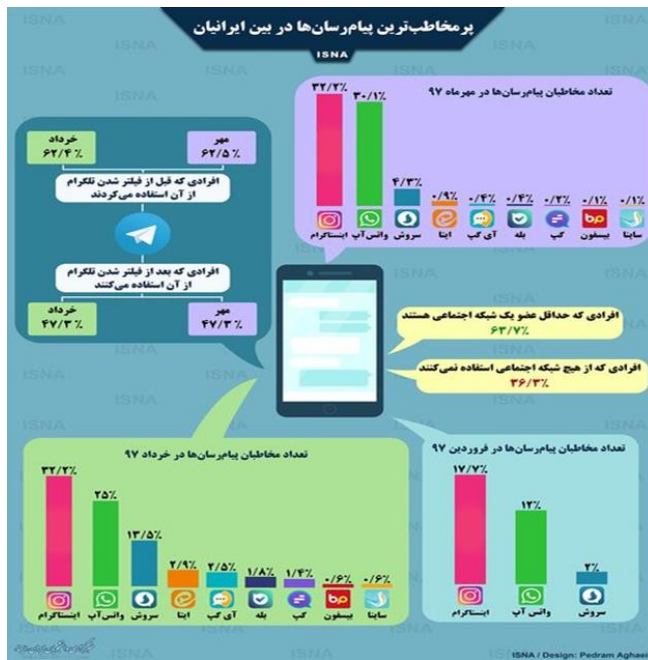 پرمخاطب‌ترین پیام‌رسان‌ها در بین ایرانیان
ISNA
تعداد مخاطبان پیام‌رسان‌ها در مهرماه ۹۷
۳۲/۲٪ ۳۰/۱٪ ۴/۳٪ ۰/۹٪ ۰/۴٪ ۰/۴٪ ۰/۲٪ ۰/۱٪ ۰/۱٪
اینستاگرام واتس‌آپ سروش ایتا آی گپ بله گپ بیسفون ساینا
خرداد
۶۲/۴٪
مهر
۶۲/۵٪
افرادی که قبل از فیلتر شدن تلگرام
از آن استفاده می‌کردند
افرادی که بعد از فیلتر شدن تلگرام
از آن استفاده می‌کنند
خرداد
۴۷/۳٪
مهر
۴۷/۳٪
افرادی که حداقل عضو یک شبکه اجتماعی هستند
۶۳/۷٪
افرادی که از هیچ شبکه اجتماعی استفاده نمی‌کنند
۳۶/۳٪
تعداد مخاطبان پیام‌رسان‌ها در خرداد ۹۷
۳۲/۲٪ ۲۵٪ ۱۳/۵٪ ۲/۹٪ ۲/۵٪ ۱/۸٪ ۱/۴٪ ۰/۶٪ ۰/۶٪
اینستاگرام واتس‌آپ سروش ایتا آی گپ بله گپ بیسفون ساینا
تعداد مخاطبان پیام‌رسان‌ها در فروردین ۹۷
۱۷/۷٪ ۱۲٪ ۲٪
اینستاگرام واتس‌آپ سروش
ISNA / Design: Pedram Aghaei